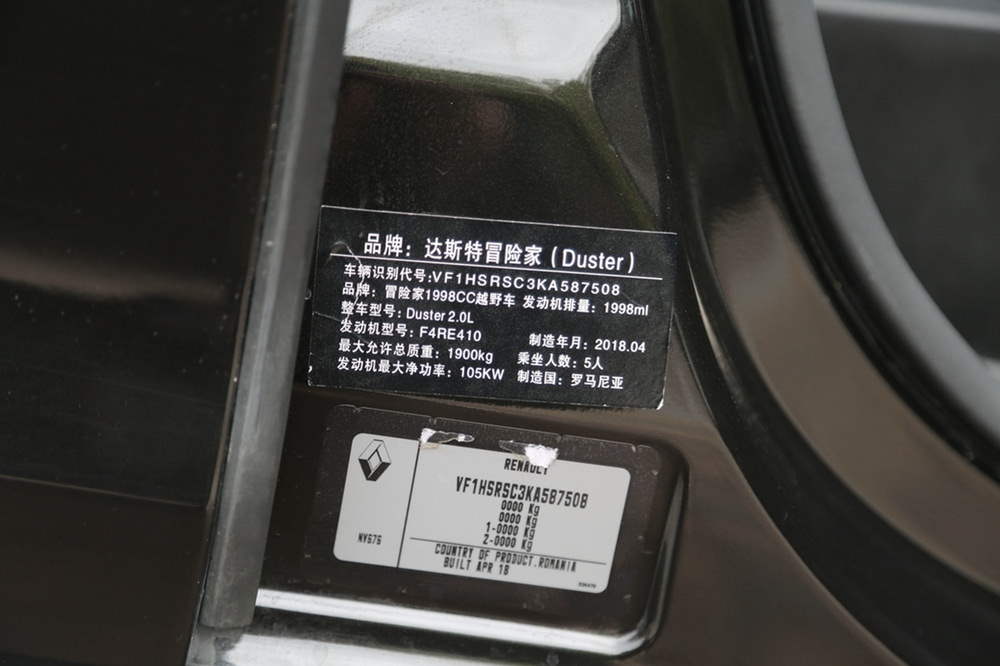 品牌：达斯特冒险家（Duster）
车辆识别代号:VF1HSRSC3KA587508
品牌：冒险家1998CC越野车 发动机排量：1998ml
整车型号：Duster 2.0L
发动机型号：F4RE410 制造年月：2018.04
最大允许总质量：1900kg 乘坐人数：5人
发动机最大净功率：105KW 制造国：罗马尼亚
RENAULT
VF1HSRSC3KA587508
0000 Kg
0000 Kg
1-0000 Kg
2-0000 Kg
NV676
COUNTRY OF PRODUCT.ROMANIA
BUILT APR 18